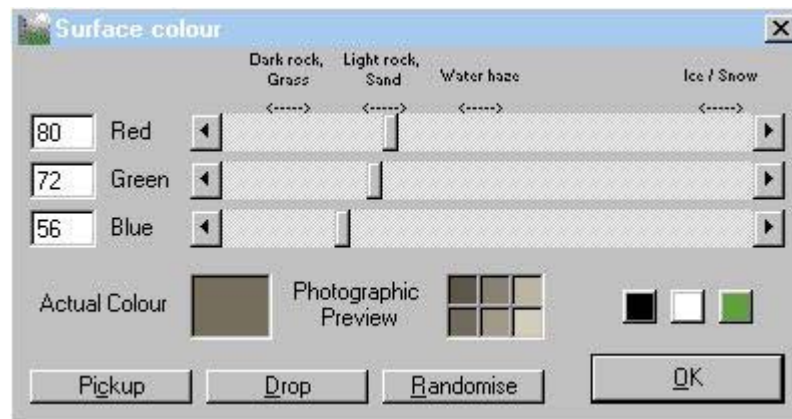 Surface colour
Dark rock,
Grass
Light rock,
Sand
Water haze
Ice / Snow
<----->
<----->
<----->
<----->
80 Red
72 Green
56 Blue
Actual Colour
Photographic
Preview
Pickup
Drop
Randomise
OK